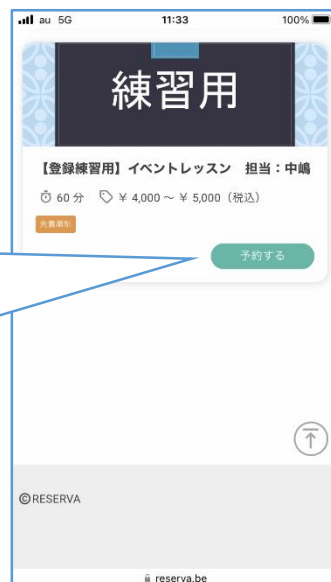 au 5G 11:33 100%
練習用
【登録練習用】イベントレッスン 担当：中嶋
60 分 ￥ 4,000 ～ ￥ 5,000（税込）
先着順制
予約する
©RESERVA
reserva.be